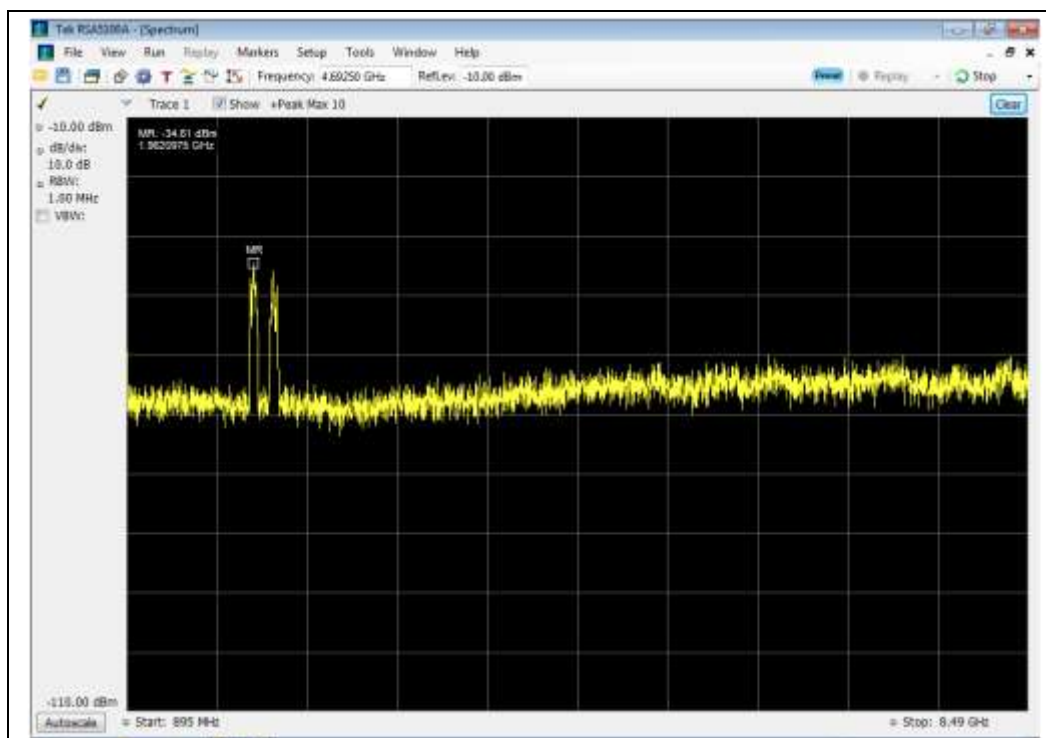 Tek RSA5106A - [Spectrum]
File View Run Replay Markers Setup Tools Window Help
Frequency: 4.69250 GHz RefLev: -10.00 dBm Preset Replay Stop
Trace 1 Show +Peak Max 10 Clear
-10.00 dBm
dB/div:
10.0 dB
RBW:
1.00 MHz
VBW:
MR: -34.61 dBm
1.9620975 GHz
MR
-110.00 dBm
Autoscale Start: 895 MHz Stop: 8.49 GHz